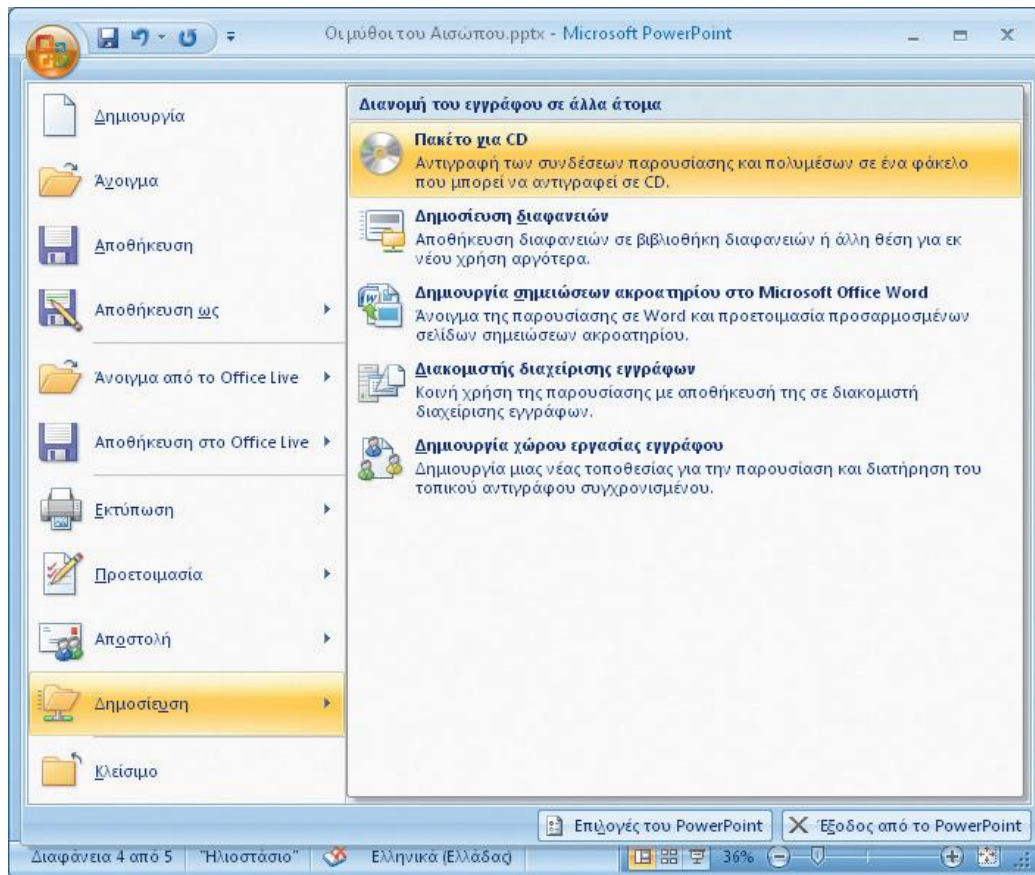 Οι μύθοι του Αισώπου.pptx - Microsoft PowerPoint
Δημιουργία
Άνοιγμα
Αποθήκευση
Αποθήκευση ως
Άνοιγμα από το Office Live
Αποθήκευση στο Office Live
Εκτύπωση
Προετοιμασία
Αποστολή
Δημοσίευση
Κλείσιμο
Διανομή του εγγράφου σε άλλα άτομα
Πακέτο για CD
Αντιγραφή των συνδέσεων παρουσίασης και πολυμέσων σε ένα φάκελο
που μπορεί να αντιγραφεί σε CD.
Δημοσίευση διαφανειών
Αποθήκευση διαφανειών σε βιβλιοθήκη διαφανειών ή άλλη θέση για εκ
νέου χρήση αργότερα.
Δημιουργία σημειώσεων ακροατηρίου στο Microsoft Office Word
Άνοιγμα της παρουσίασης σε Word και προετοιμασία προσαρμοσμένων
σελίδων σημειώσεων ακροατηρίου.
Διακομιστής διαχείρισης εγγράφων
Κοινή χρήση της παρουσίασης με αποθήκευσή της σε διακομιστή
διαχείρισης εγγράφων.
Δημιουργία χώρου εργασίας εγγράφου
Δημιουργία μιας νέας τοποθεσίας για την παρουσίαση και διατήρηση του
τοπικού αντιγράφου συγχρονισμένου.
Επιλογές του PowerPoint
Έξοδος από το PowerPoint
Διαφάνεια 4 από 5
"Ηλιοστάσιο"
Ελληνικά (Ελλάδας)
36%